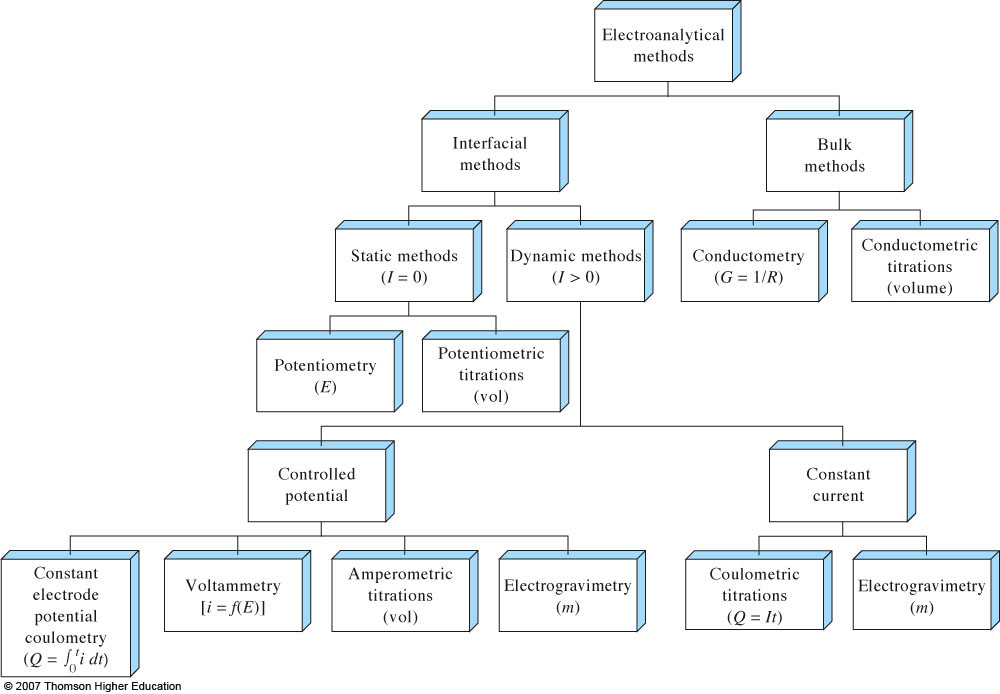 Electroanalytical
methods
Interfacial
methods
Bulk
methods
Static methods
(I = 0)
Dynamic methods
(I > 0)
Conductometry
(G = 1/R)
Conductometric
titrations
(volume)
Potentiometry
(E)
Potentiometric
titrations
(vol)
Controlled
potential
Constant
current
Constant
electrode
potential
coulometry
(Q = ∫₀ᵗ i dt)
Voltammetry
[i = f(E)]
Amperometric
titrations
(vol)
Electrogravimetry
(m)
Coulometric
titrations
(Q = It)
Electrogravimetry
(m)
© 2007 Thomson Higher Education